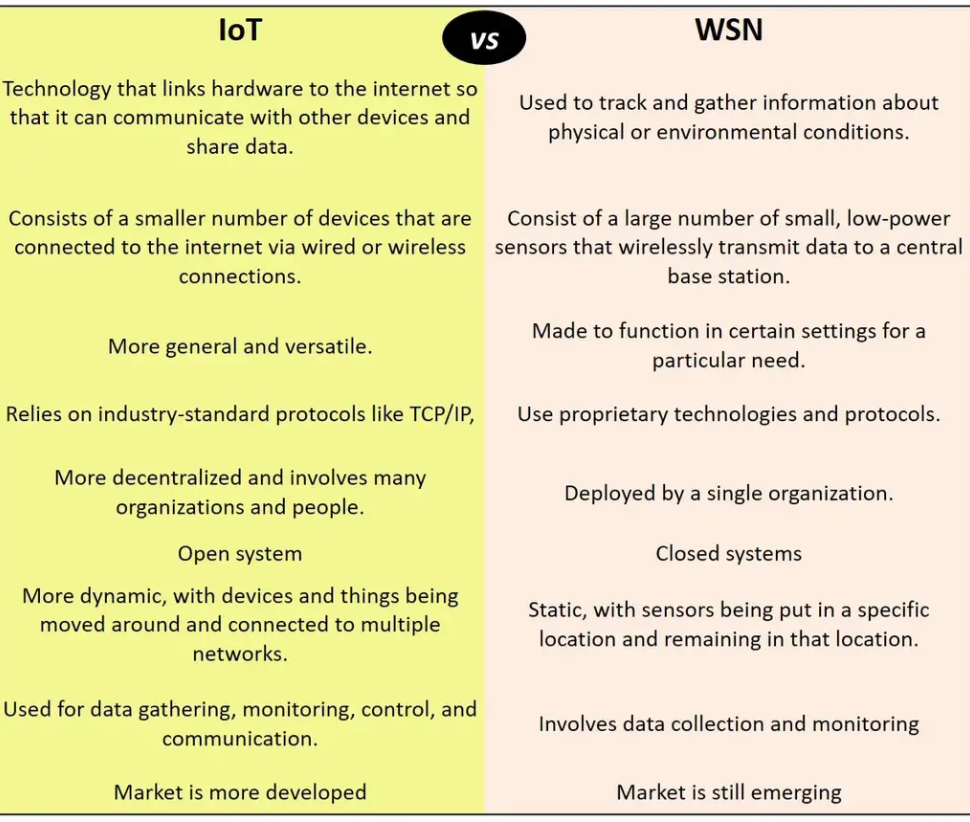 IoT
vs
WSN
Technology that links hardware to the internet so
that it can communicate with other devices and
share data.
Used to track and gather information about
physical or environmental conditions.
Consists of a smaller number of devices that are
connected to the internet via wired or wireless
connections.
Consist of a large number of small, low-power
sensors that wirelessly transmit data to a central
base station.
More general and versatile.
Made to function in certain settings for a
particular need.
Relies on industry-standard protocols like TCP/IP,
Use proprietary technologies and protocols.
More decentralized and involves many
organizations and people.
Deployed by a single organization.
Open system
Closed systems
More dynamic, with devices and things being
moved around and connected to multiple
networks.
Static, with sensors being put in a specific
location and remaining in that location.
Used for data gathering, monitoring, control, and
communication.
Involves data collection and monitoring
Market is more developed
Market is still emerging